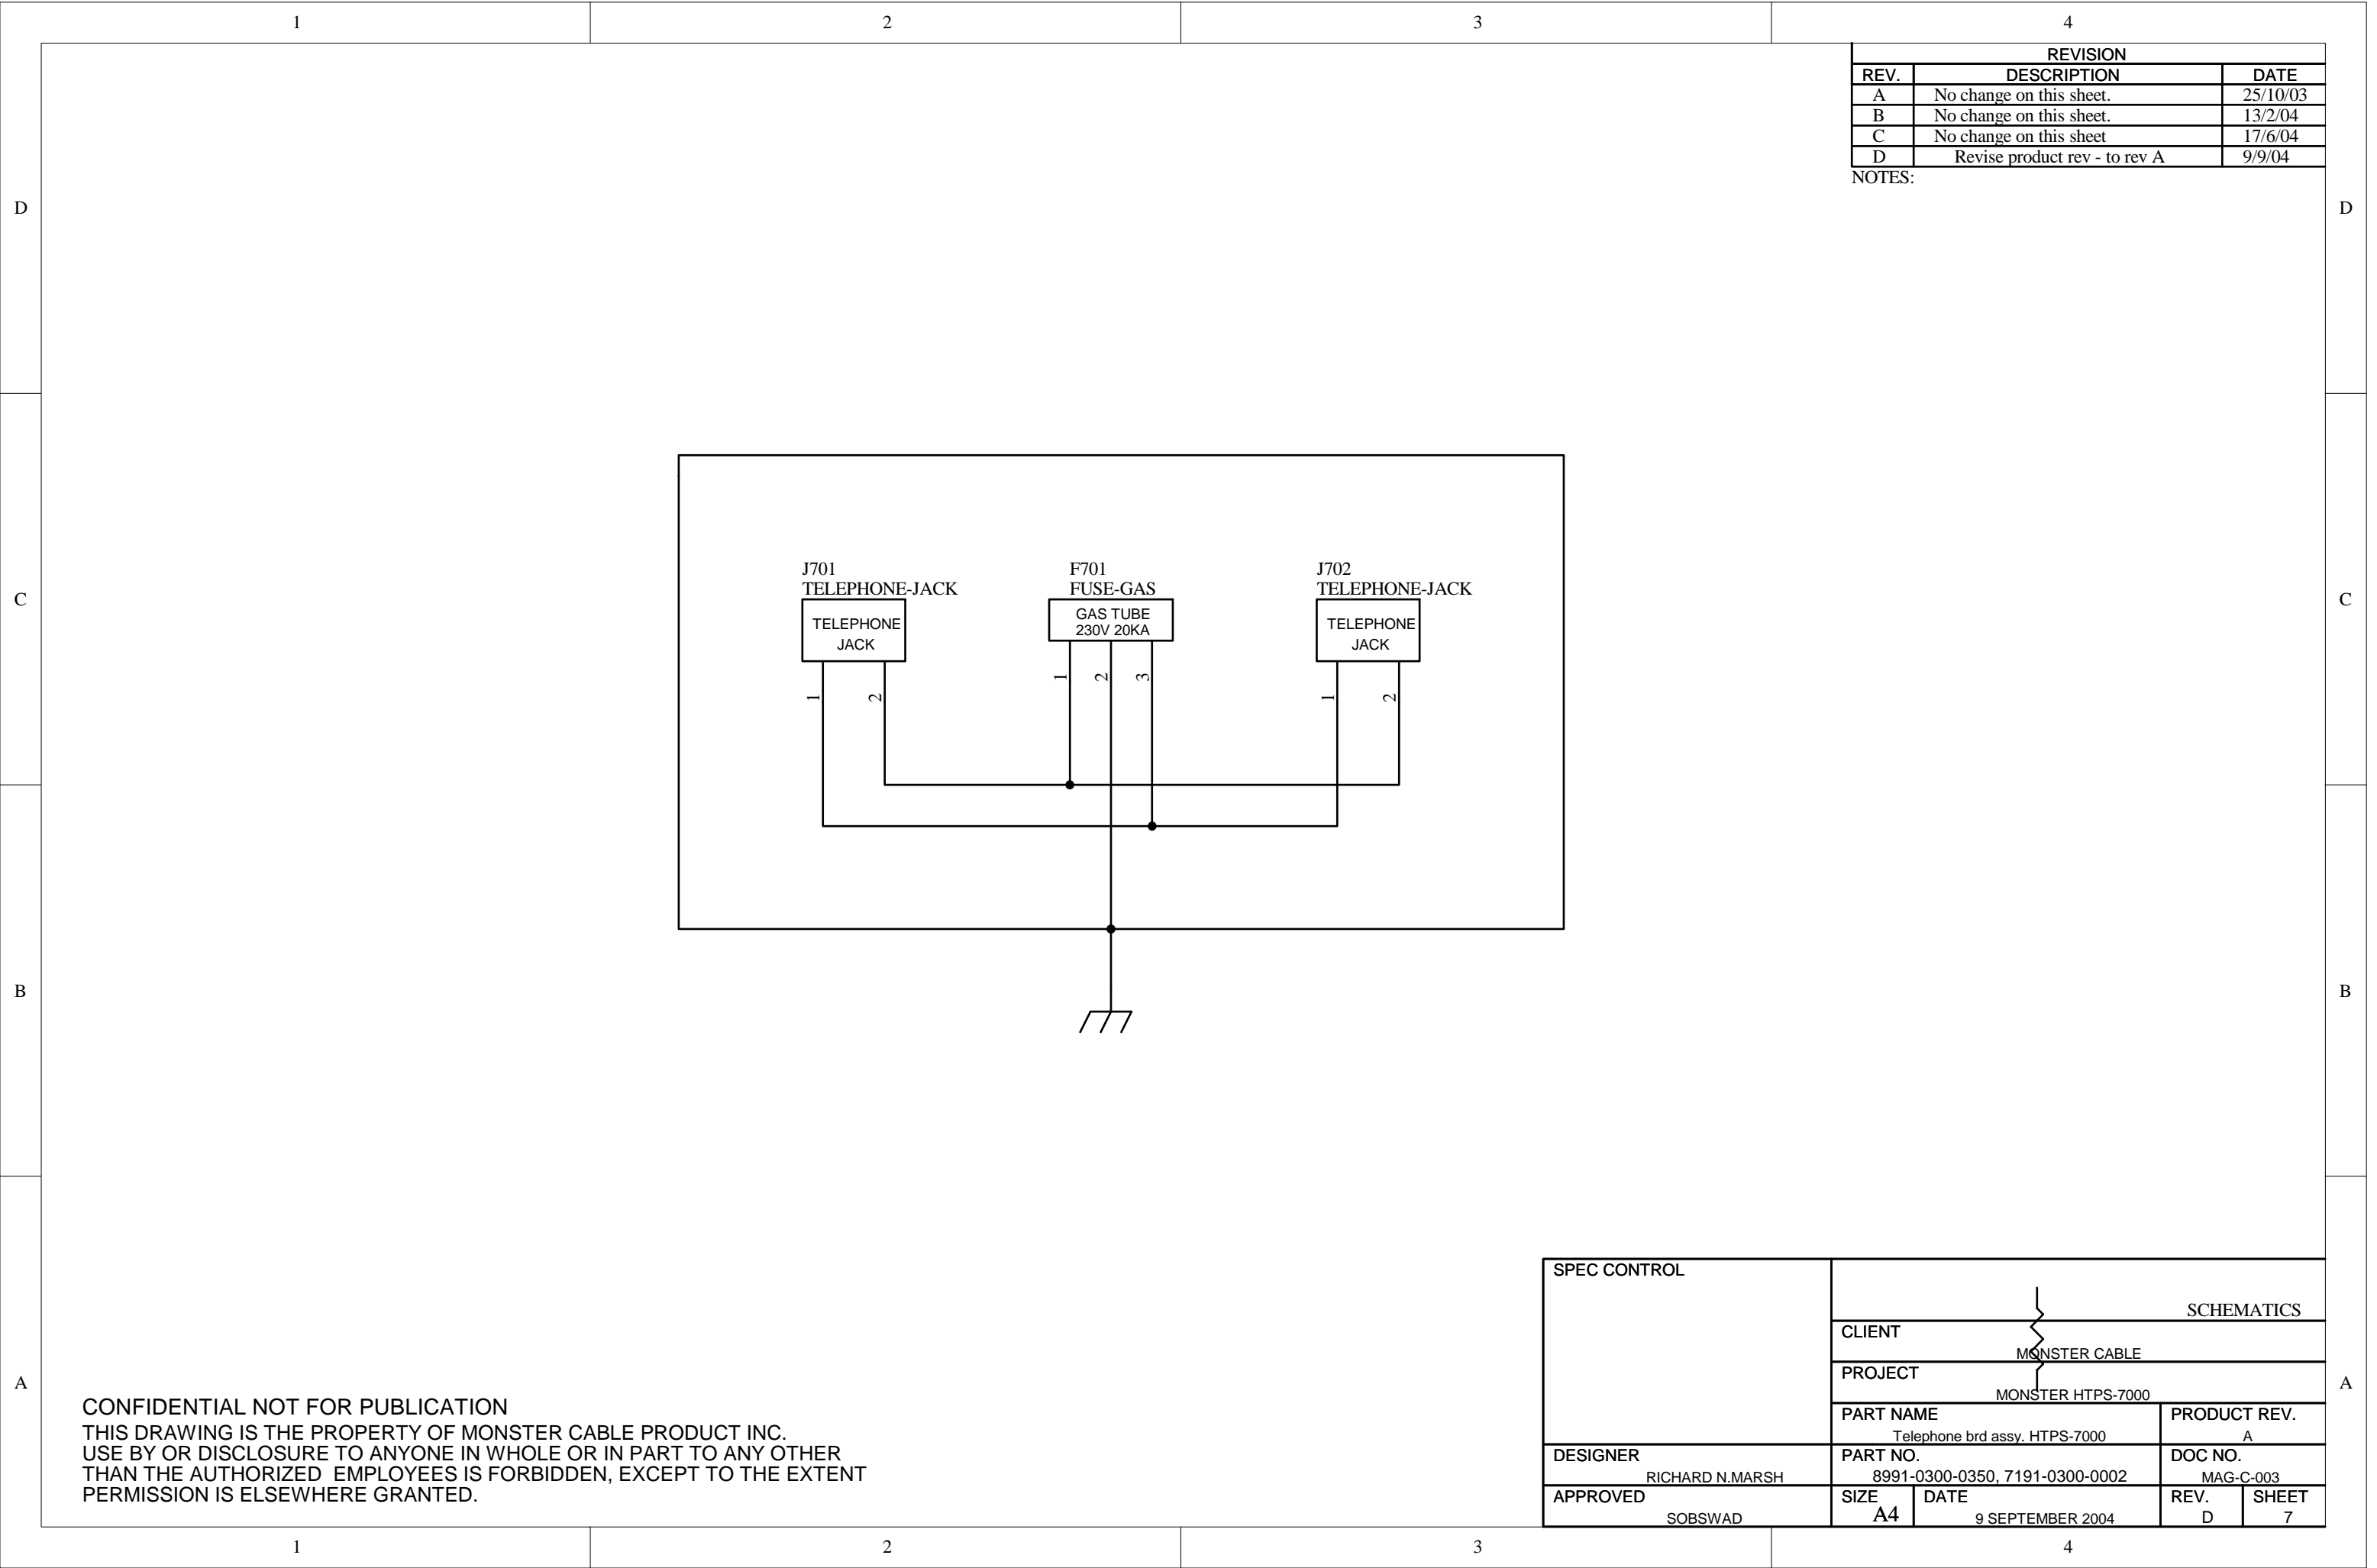 1 2 3 4
REVISION
REV. DESCRIPTION DATE
A No change on this sheet. 25/10/03
B No change on this sheet. 13/2/04
C No change on this sheet 17/6/04
D Revise product rev - to rev A 9/9/04
NOTES:
D D
J701
TELEPHONE-JACK
TELEPHONE
JACK
1 2
F701
FUSE-GAS
GAS TUBE
230V 20KA
1 2 3
J702
TELEPHONE-JACK
TELEPHONE
JACK
1 2
C C
B B
A A
CONFIDENTIAL NOT FOR PUBLICATION
THIS DRAWING IS THE PROPERTY OF MONSTER CABLE PRODUCT INC.
USE BY OR DISCLOSURE TO ANYONE IN WHOLE OR IN PART TO ANY OTHER
THAN THE AUTHORIZED EMPLOYEES IS FORBIDDEN, EXCEPT TO THE EXTENT
PERMISSION IS ELSEWHERE GRANTED.
SPEC CONTROL
SCHEMATICS
CLIENT
MONSTER CABLE
PROJECT
MONSTER HTPS-7000
PART NAME PRODUCT REV.
Telephone brd assy. HTPS-7000 A
DESIGNER PART NO. DOC NO.
RICHARD N.MARSH 8991-0300-0350, 7191-0300-0002 MAG-C-003
APPROVED SIZE DATE REV. SHEET
SOBSWAD A4 9 SEPTEMBER 2004 D 7
1 2 3 4